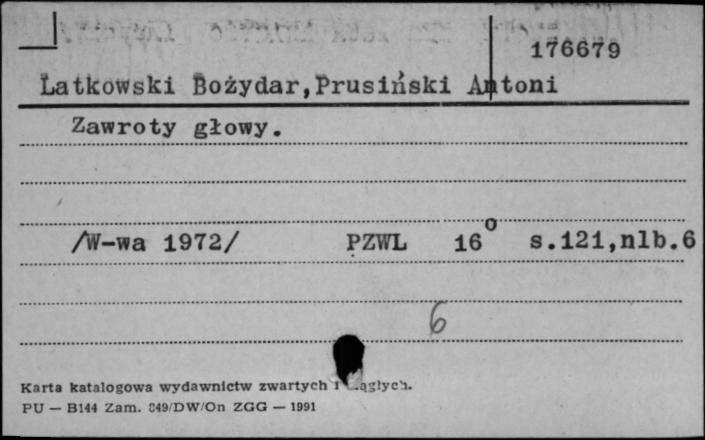 176679
Latkowski Bożydar,Prusiński Antoni
Zawroty głowy.
/W-wa 1972/ PZWL 16° s.121,nlb.6
6
Karta katalogowa wydawnictw zwartych i
PU — B144 Zam. 849/DW/On ZGG — 1991